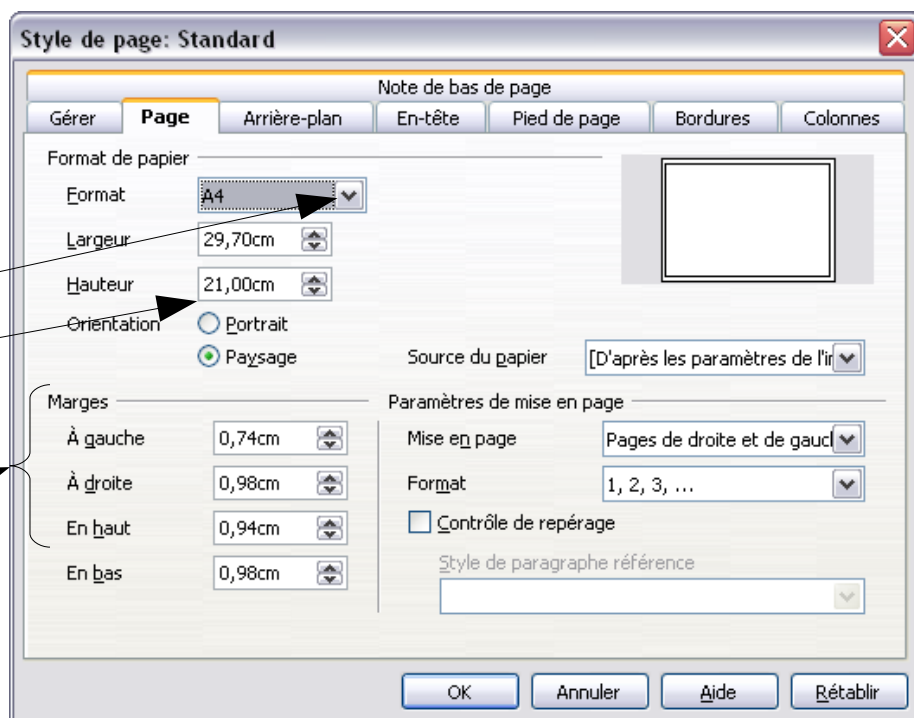 Style de page: Standard
Note de bas de page
Gérer Page Arrière-plan En-tête Pied de page Bordures Colonnes
Format de papier
Format A4
Largeur 29,70cm
Hauteur 21,00cm
Orientation Portrait
Paysage Source du papier [D'après les paramètres de l'ir
Marges Paramètres de mise en page
À gauche 0,74cm Mise en page Pages de droite et de gaucl
À droite 0,98cm Format 1, 2, 3, ...
En haut 0,94cm Contrôle de repérage
En bas 0,98cm Style de paragraphe référence
OK Annuler Aide Rétablir